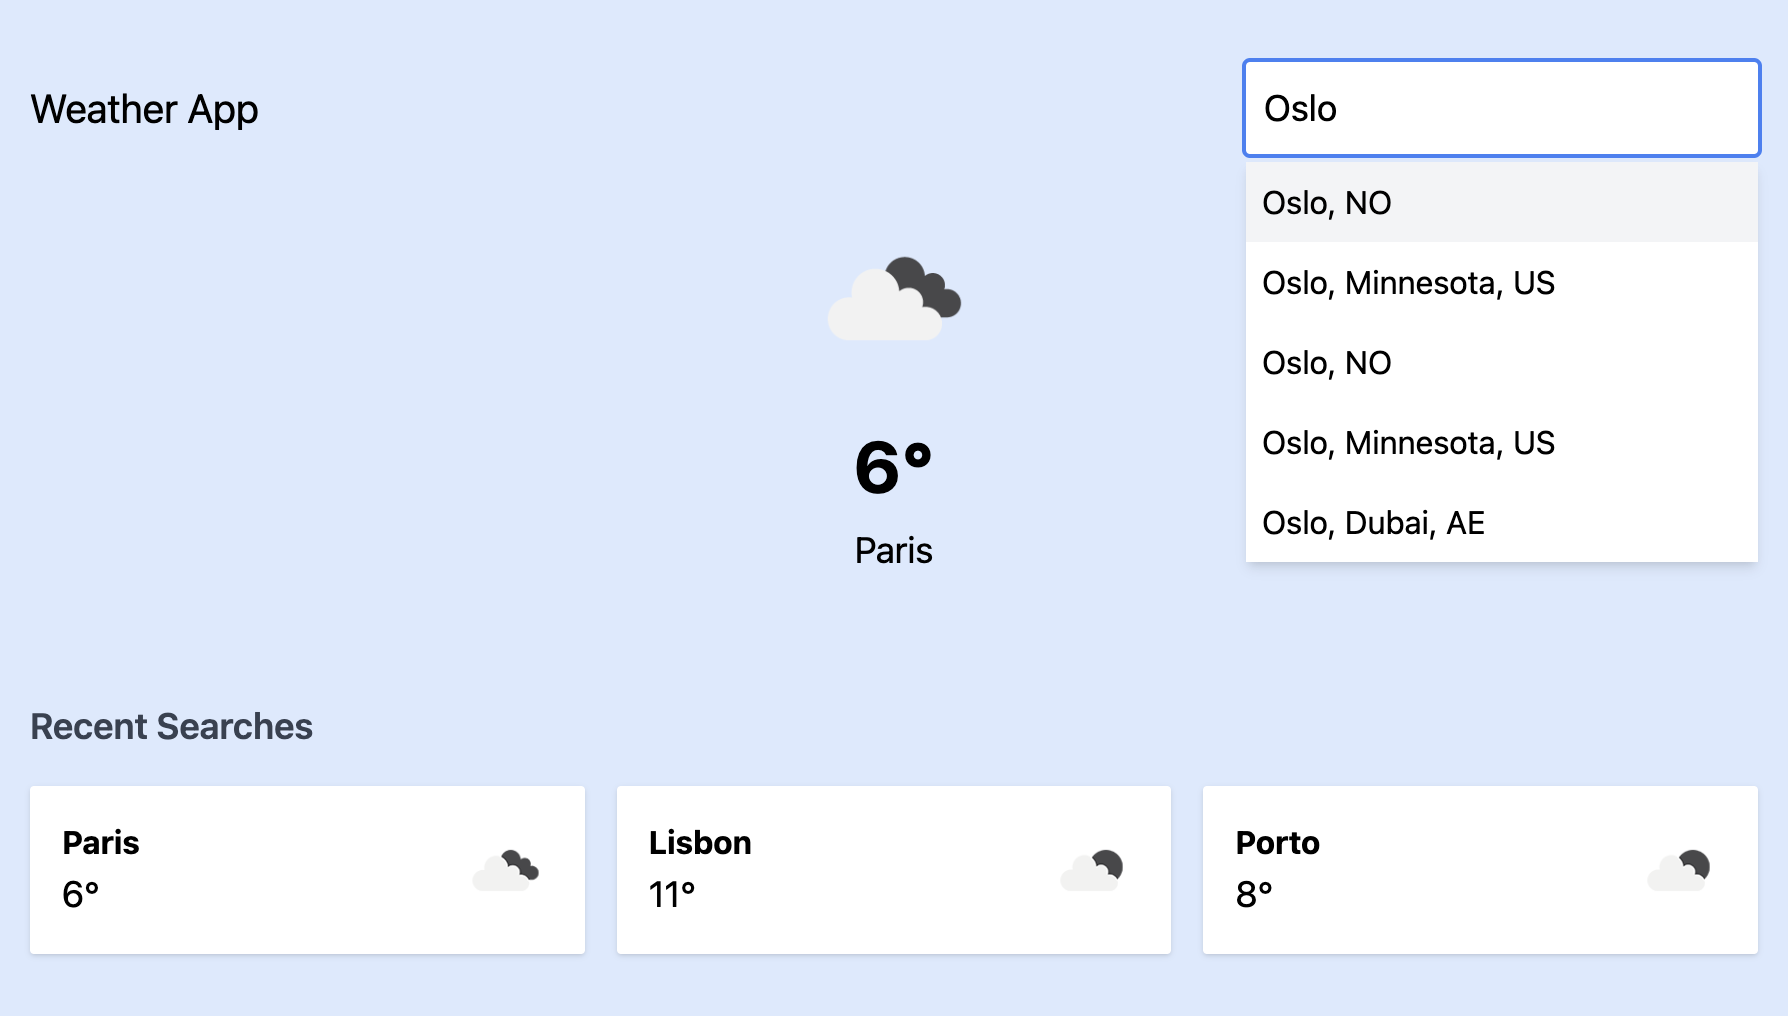 Weather App
Oslo
Oslo, NO
Oslo, Minnesota, US
Oslo, NO
Oslo, Minnesota, US
Oslo, Dubai, AE
6°
Paris
Recent Searches
Paris
6°
Lisbon
11°
Porto
8°